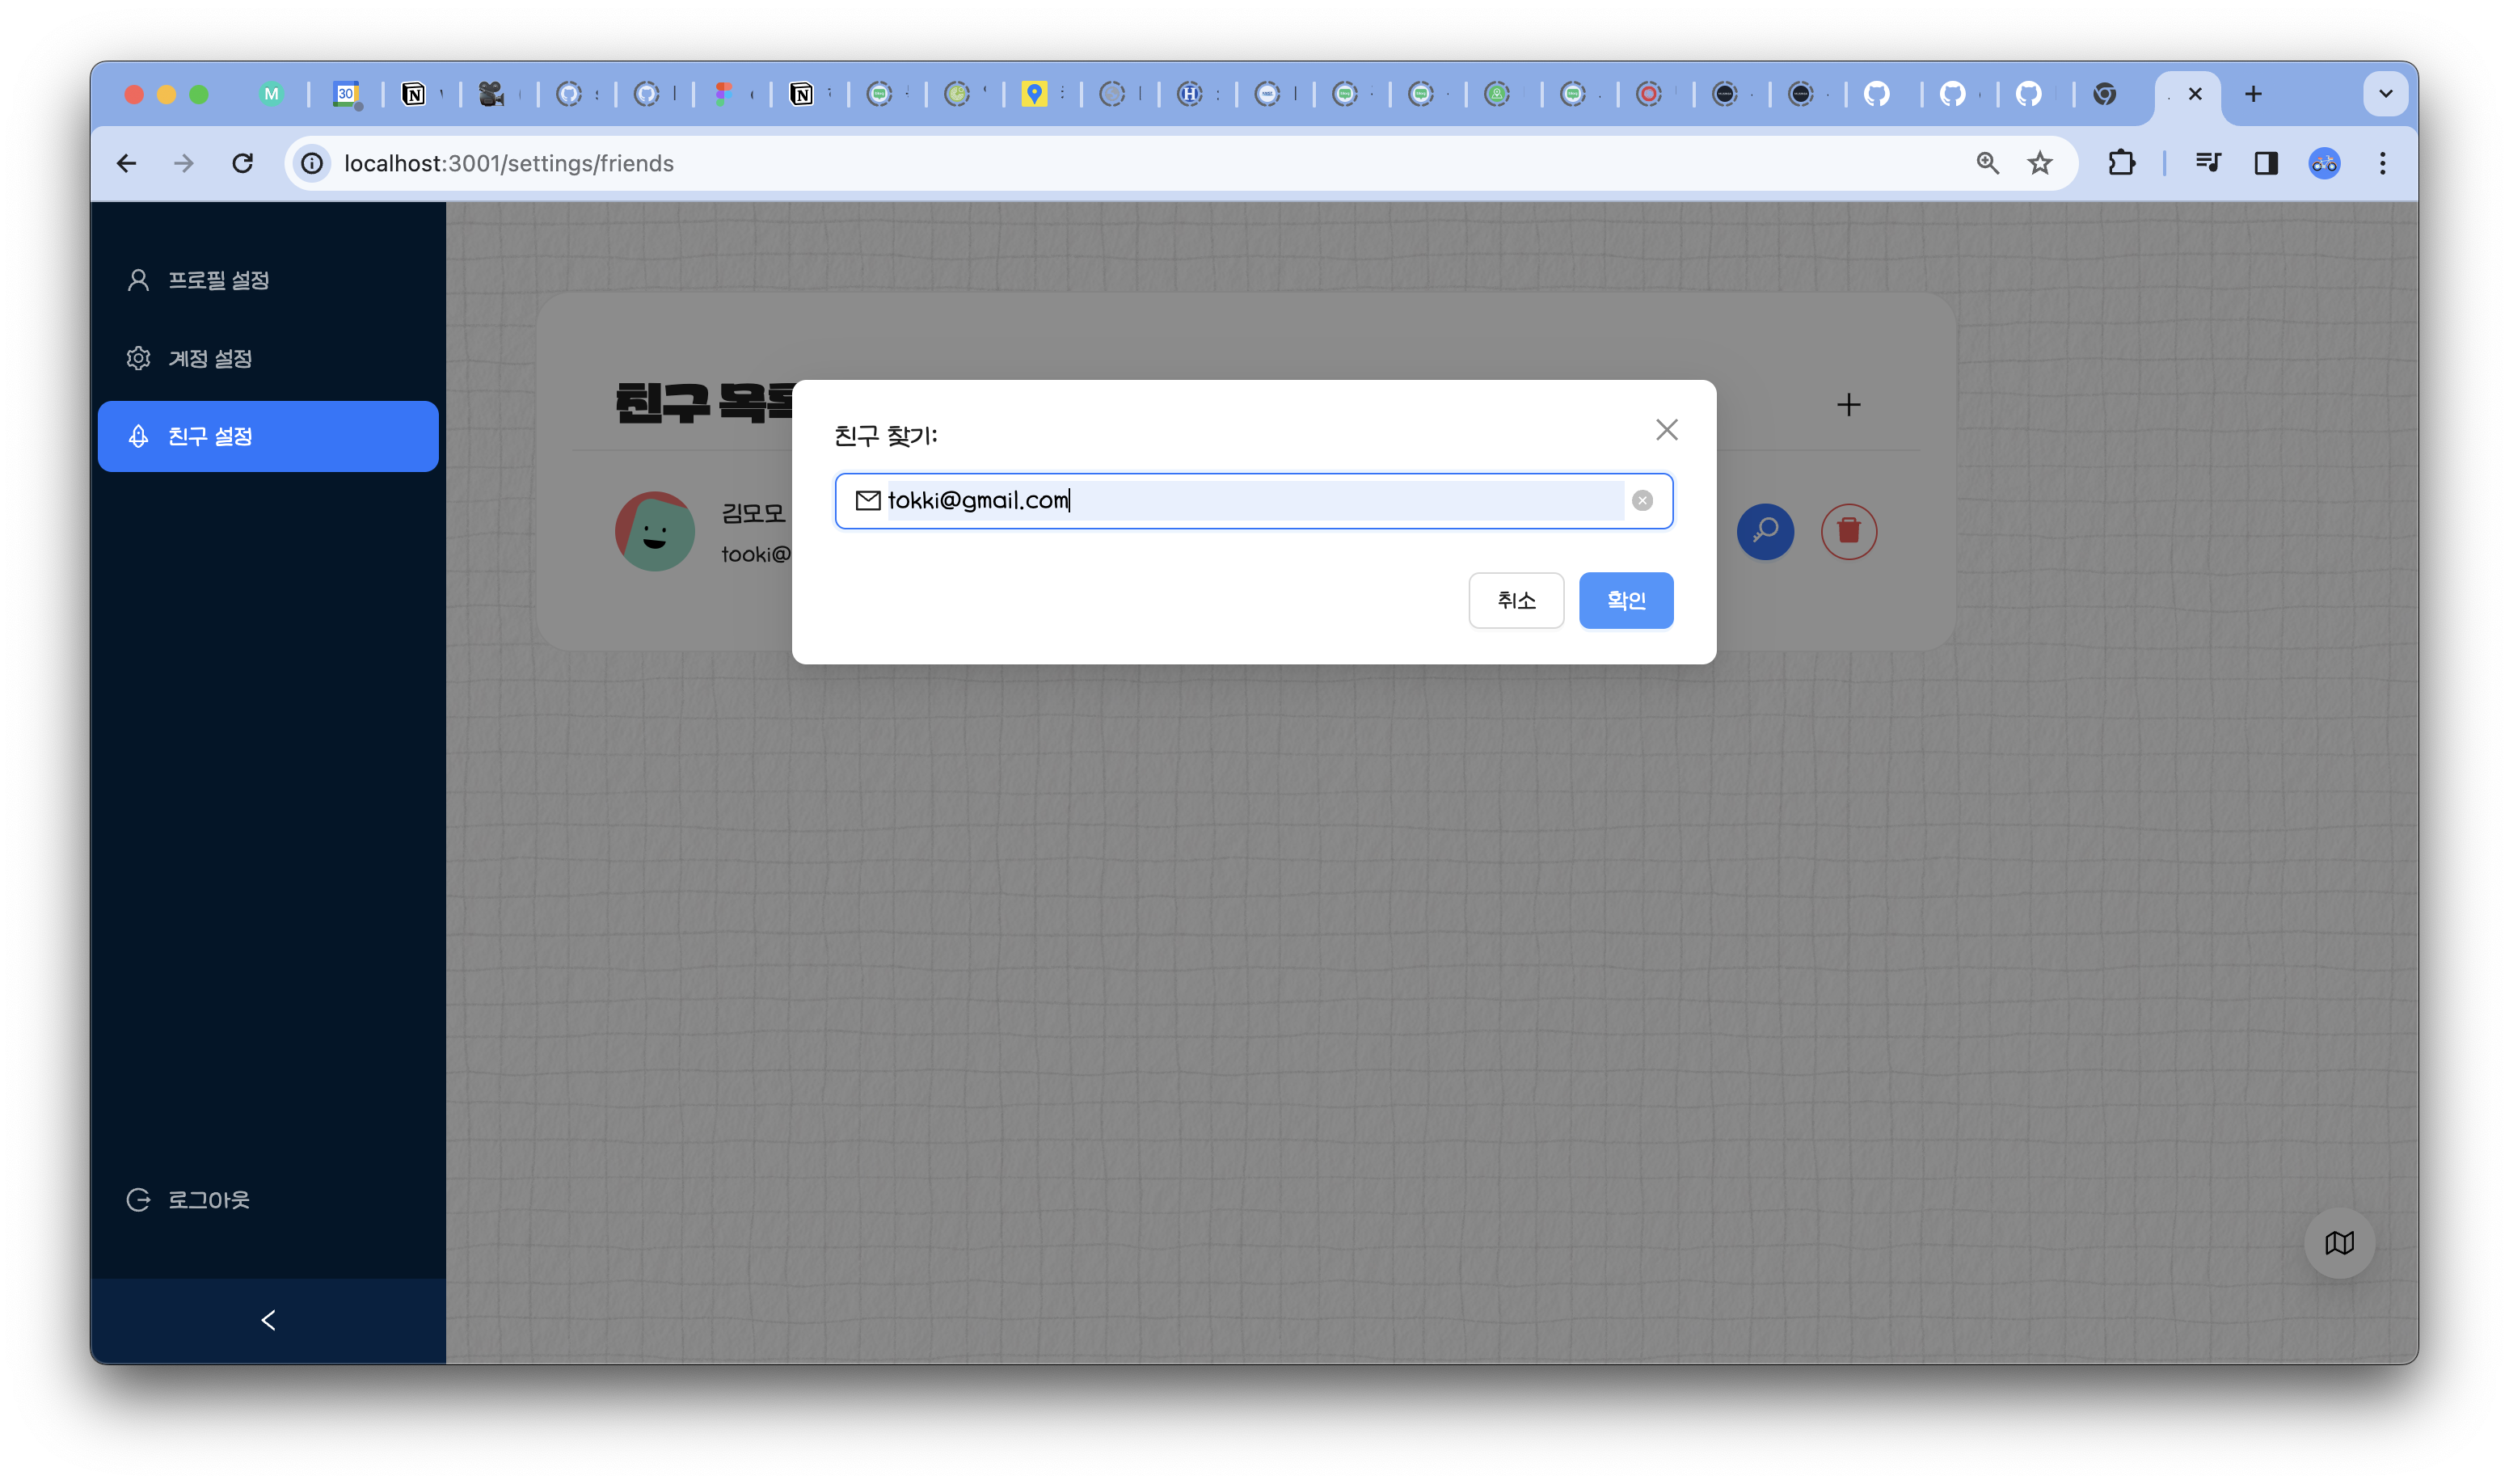 M
30
localhost:3001/settings/friends
프로필 설정
계정 설정
친구 설정
로그아웃
친구 목록
김모모
tooki@
친구 찾기:
tokki@gmail.com
취소
확인